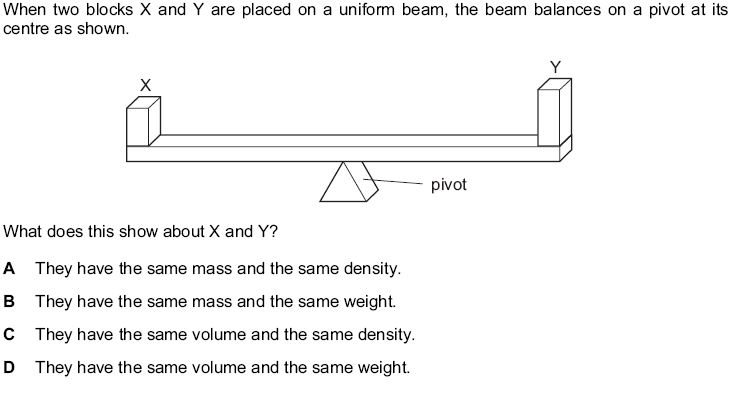 When two blocks X and Y are placed on a uniform beam, the beam balances on a pivot at its
centre as shown.
Y
X
pivot
What does this show about X and Y?
A They have the same mass and the same density.
B They have the same mass and the same weight.
C They have the same volume and the same density.
D They have the same volume and the same weight.